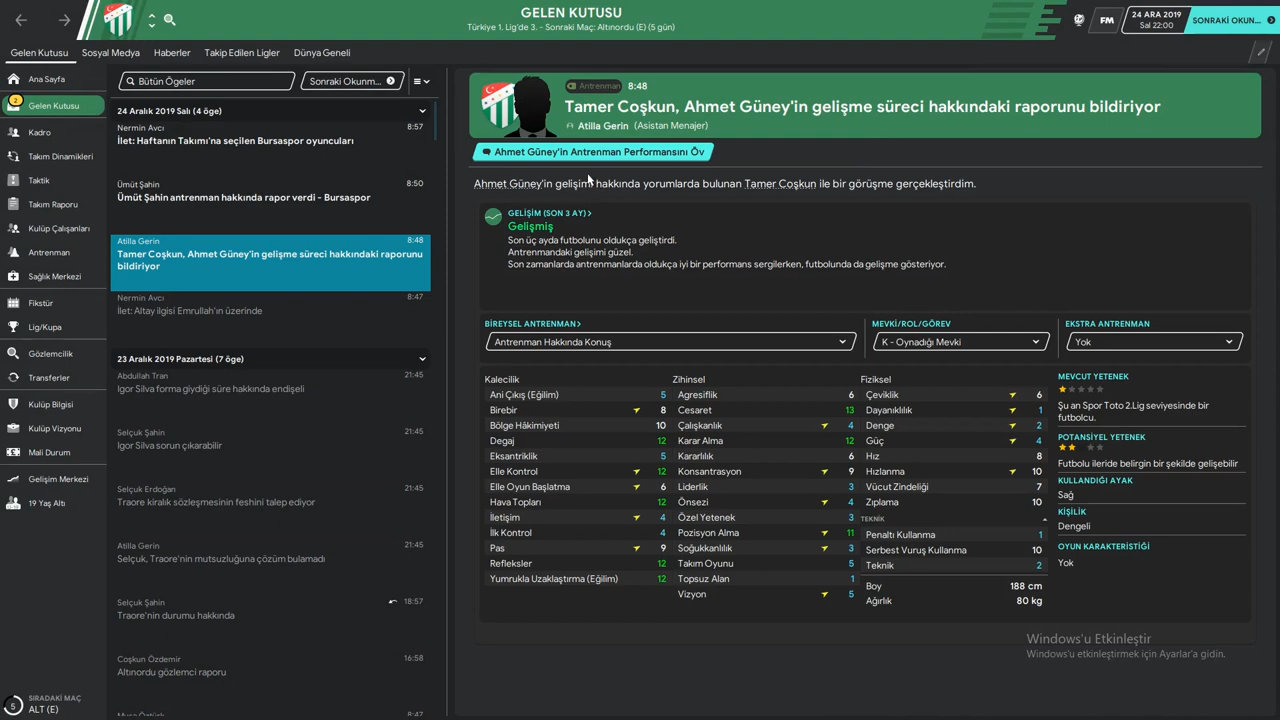 GELEN KUTUSU
Türkiye 1. Lig'de 3. - Sonraki Maç: Altınordu (E) (5 gün)
FM
24 ARA 2019
Sal 22:00
SONRAKI OKUN...
Gelen Kutusu
Sosyal Medya
Haberler
Takip Edilen Ligler
Dünya Geneli
Ana Sayfa
2
Gelen Kutusu
Kadro
Takım Dinamikleri
Taktik
Takım Raporu
Kulüp Çalışanları
Antrenman
Sağlık Merkezi
Fikstür
Lig/Kupa
Gözlemcilik
Transferler
Kulüp Bilgisi
Kulüp Vizyonu
Mali Durum
Gelişim Merkezi
19 Yaş Altı
5
SIRADAKİ MAÇ
ALT (E)
Bütün Ögeler
Sonraki Okunm...
24 Aralık 2019 Salı (4 öge)
Nermin Avcı 8:57
İlet: Haftanın Takımı'na seçilen Bursaspor oyuncuları
Ümüt Şahin 8:50
Ümüt Şahin antrenman hakkında rapor verdi - Bursaspor
Atilla Gerin 8:48
Tamer Coşkun, Ahmet Güney'in gelişme süreci hakkındaki raporunu
bildiriyor
Nermin Avcı 8:47
İlet: Altay ilgisi Emrullah'ın üzerinde
23 Aralık 2019 Pazartesi (7 öge)
Abdullah Tran 21:45
Igor Silva forma giydiği süre hakkında endişeli
Selçuk Şahin 21:45
Igor Silva sorun çıkarabilir
Selçuk Erdoğan 21:45
Traore kiralık sözleşmesinin feshini talep ediyor
Atilla Gerin 21:45
Selçuk, Traore'nin mutsuzluğuna çözüm bulamadı
Selçuk Şahin 18:57
Traore'nin durumu hakkında
Coşkun Özdemir 16:58
Altınordu gözlemci raporu
8:47
Antrenman 8:48
Tamer Coşkun, Ahmet Güney'in gelişme süreci hakkındaki raporunu bildiriyor
Atilla Gerin (Asistan Menajer)
Ahmet Güney'in Antrenman Performansını Öv
Ahmet Güney'in gelişimi hakkında yorumlarda bulunan Tamer Coşkun ile bir görüşme gerçekleştirdim.
GELİŞİM (SON 3 AY)
Gelişmiş
Son üç ayda futbolunu oldukça geliştirdi.
Antrenmandaki gelişimi güzel.
Son zamanlarda antrenmanlarda oldukça iyi bir performans sergilerken, futbolunda da gelişme gösteriyor.
BİREYSEL ANTRENMAN
Antrenman Hakkında Konuş
MEVKİ/ROL/GÖREV
K - Oynadığı Mevki
EKSTRA ANTRENMAN
Yok
Kalecilik
Ani Çıkış (Eğilim) 5
Birebir 8
Bölge Hâkimiyeti 10
Degaj 12
Eksantriklik 5
Elle Kontrol 12
Elle Oyun Başlatma 6
Hava Topları 12
İletişim 4
İlk Kontrol 4
Pas 9
Refleksler 12
Yumrukla Uzaklaştırma (Eğilim) 12
Zihinsel
Agresiflik 6
Cesaret 13
Çalışkanlık 4
Karar Alma 12
Kararlılık 6
Konsantrasyon 9
Liderlik 3
Önsezi 4
Özel Yetenek 3
Pozisyon Alma 11
Soğukkanlılık 3
Takım Oyunu 5
Topsuz Alan 1
Vizyon 5
Fiziksel
Çeviklik 6
Dayanıklılık 1
Denge 2
Güç 4
Hız 8
Hızlanma 10
Vücut Zindeliği 7
Zıplama 10
TEKNİK
Penaltı Kullanma 1
Serbest Vuruş Kullanma 10
Teknik 2
Boy 188 cm
Ağırlık 80 kg
MEVCUT YETENEK
Şu an Spor Toto 2.Lig seviyesinde bir
futbolcu.
POTANSİYEL YETENEK
Futbolu ileride belirgin bir şekilde gelişebilir
KULLANDIĞI AYAK
Sağ
KİŞİLİK
Dengeli
OYUN KARAKTERİSTİĞİ
Yok
Windows'u Etkinleştir
Windows'u etkinleştirmek için Ayarlar'a gidin.